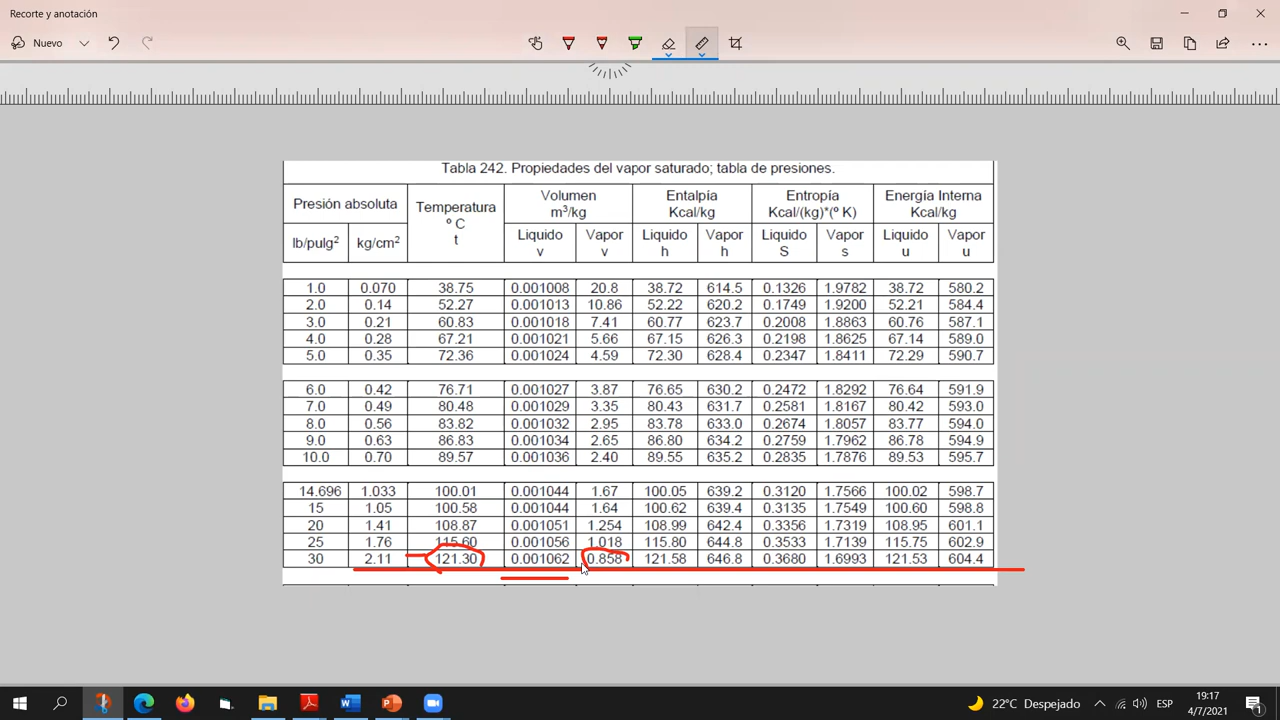 Recorte y anotación
Nuevo
Tabla 242. Propiedades del vapor saturado; tabla de presiones.
Presión absoluta Temperatura º C t Volumen m³/kg Entalpía Kcal/kg Entropía Kcal/(kg)*(º K) Energía Interna Kcal/kg
lb/pulg² kg/cm² Liquido v Vapor v Liquido h Vapor h Liquido S Vapor s Liquido u Vapor u
1.0 0.070 38.75 0.001008 20.8 38.72 614.5 0.1326 1.9782 38.72 580.2
2.0 0.14 52.27 0.001013 10.86 52.22 620.2 0.1749 1.9200 52.21 584.4
3.0 0.21 60.83 0.001018 7.41 60.77 623.7 0.2008 1.8863 60.76 587.1
4.0 0.28 67.21 0.001021 5.66 67.15 626.3 0.2198 1.8625 67.14 589.0
5.0 0.35 72.36 0.001024 4.59 72.30 628.4 0.2347 1.8411 72.29 590.7
6.0 0.42 76.71 0.001027 3.87 76.65 630.2 0.2472 1.8292 76.64 591.9
7.0 0.49 80.48 0.001029 3.35 80.43 631.7 0.2581 1.8167 80.42 593.0
8.0 0.56 83.82 0.001032 2.95 83.78 633.0 0.2674 1.8057 83.77 594.0
9.0 0.63 86.83 0.001034 2.65 86.80 634.2 0.2759 1.7962 86.78 594.9
10.0 0.70 89.57 0.001036 2.40 89.55 635.2 0.2835 1.7876 89.53 595.7
14.696 1.033 100.01 0.001044 1.67 100.05 639.2 0.3120 1.7566 100.02 598.7
15 1.05 100.58 0.001044 1.64 100.62 639.4 0.3135 1.7549 100.60 598.8
20 1.41 108.87 0.001051 1.254 108.99 642.4 0.3356 1.7319 108.95 601.1
25 1.76 115.60 0.001056 1.018 115.80 644.8 0.3533 1.7139 115.75 602.9
30 2.11 121.30 0.001062 0.858 121.58 646.8 0.3680 1.6993 121.53 604.4
22°C Despejado ESP 19:17
4/7/2021
1